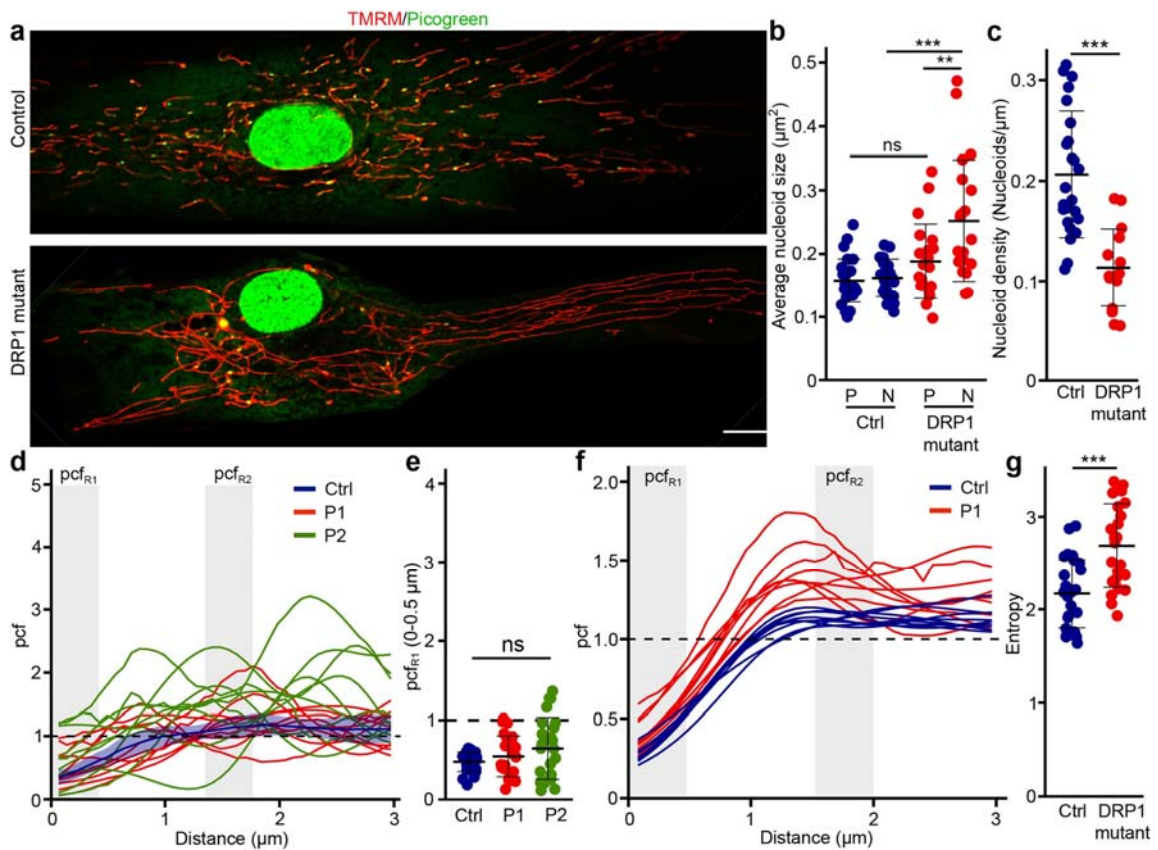 TMRM/Picogreen
a
Control
DRP1 mutant
b
Average nucleoid size (µm²)
0.5
0.4
0.3
0.2
0.1
0
***
**
ns
P N P N
Ctrl DRP1
mutant
c
Nucleoid density (Nucleoids/µm)
0.3
0.2
0.1
0
***
Ctrl DRP1
mutant
d
pcf
5
4
3
2
1
0
pcfR1 pcfR2
Ctrl
P1
P2
0 1 2 3
Distance (µm)
e
pcfR1 (0-0.5 µm)
4
3
2
1
0
ns
Ctrl P1 P2
f
pcf
2.0
1.5
1.0
0.5
0
pcfR1 pcfR2
Ctrl
P1
0 1 2 3
Distance (µm)
g
Entropy
3
2
1
0
***
Ctrl DRP1
mutant